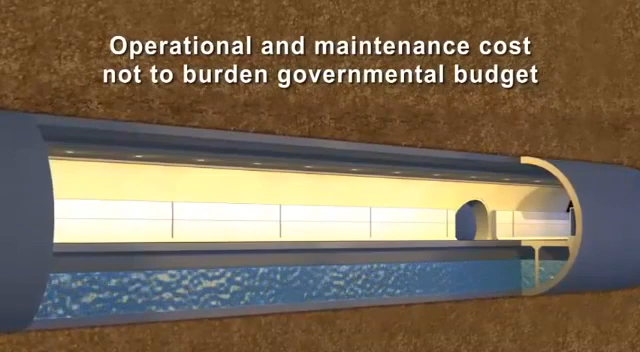 Operational and maintenance cost
not to burden governmental budget